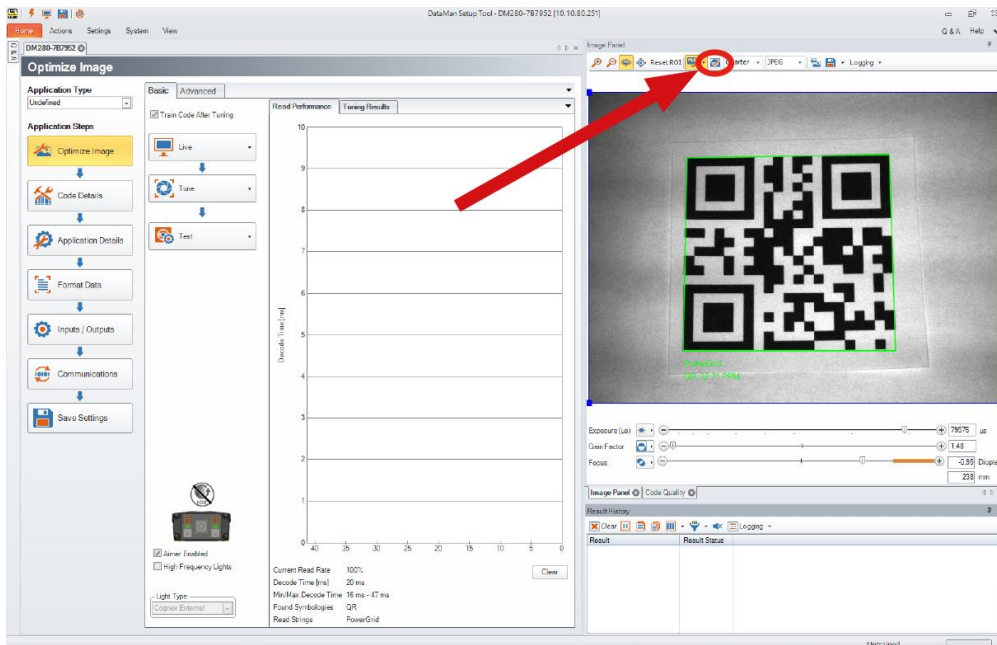 DataMan Setup Tool - DM280-7B7952 [10.10.80.251]
Home Actions Settings System View
Q & A Help
DM280-7B7952
Optimize Image
Application Type
Undefined
Application Steps
Optimize Image
Code Details
Application Details
Format Data
Inputs / Outputs
Communications
Save Settings
Basic Advanced
Train Code After Tuning
Live
Tune
Test
Aimer Enabled
High Frequency Lights
Light Type
Cognex External
Read Performance Tuning Results
10
9
8
7
6
5
4
3
2
1
0
Decode Time [ms]
40 35 30 25 20 15 10 5 0
Current Read Rate 100%
Decode Time [ms] 20 ms
Min/Max Decode Time 16 ms - 47 ms
Found Symbologies QR
Read Strings PowerGrid
Clear
Image Panel
Reset ROI JPEG Logging
PowerGrid
Exposure (µs) 79576 µs
Gain Factor 1.48
Focus -0.95
238 mm
Image Panel Code Quality
Result History
Clear Logging
Result Result Status
Untrained